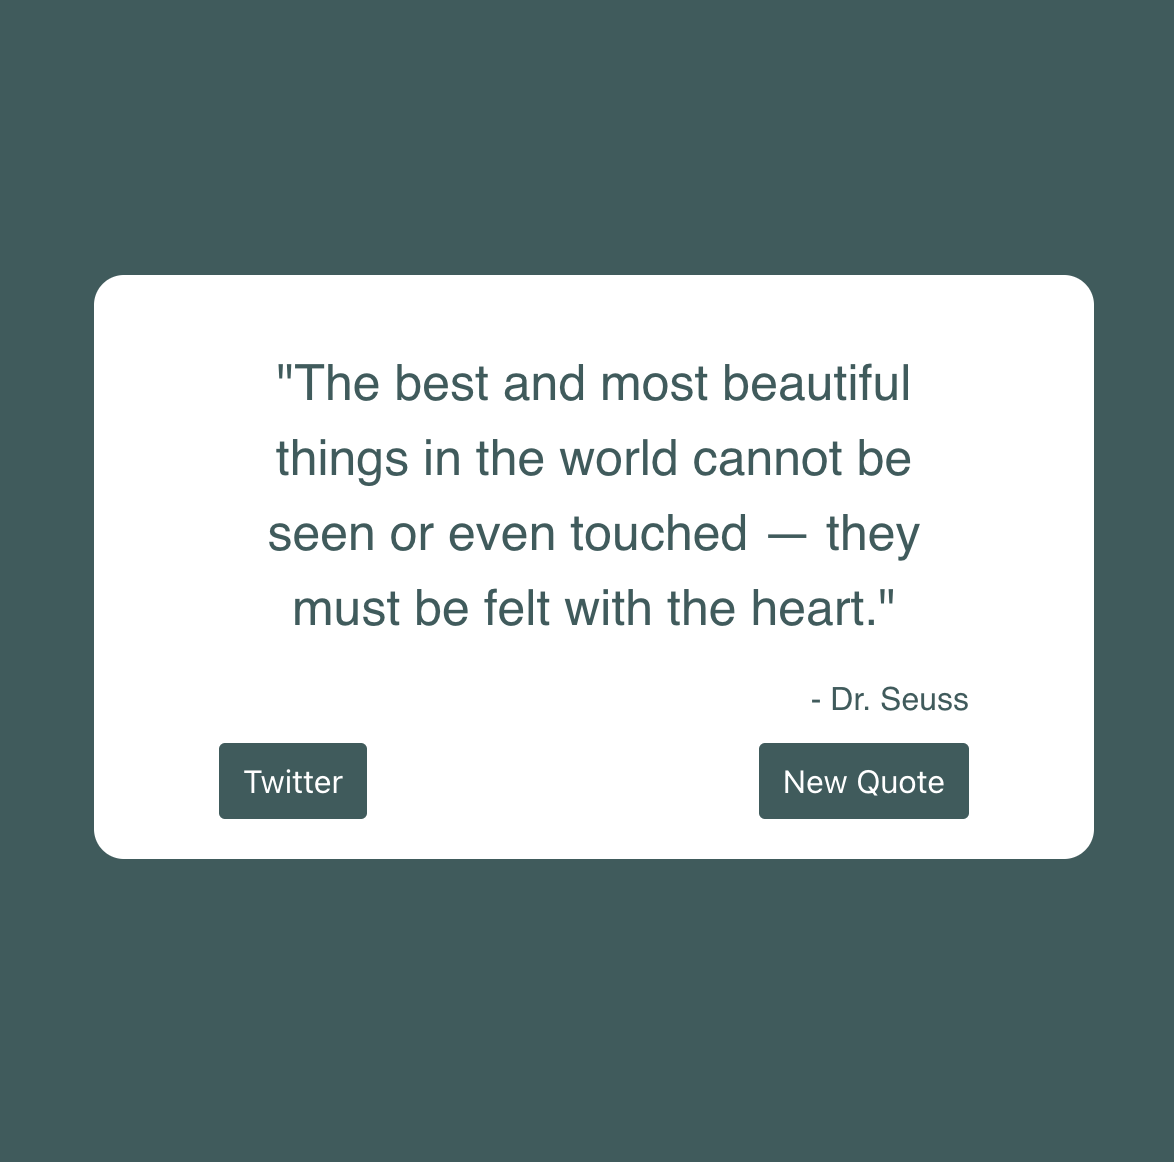 "The best and most beautiful
things in the world cannot be
seen or even touched — they
must be felt with the heart."
- Dr. Seuss
Twitter
New Quote